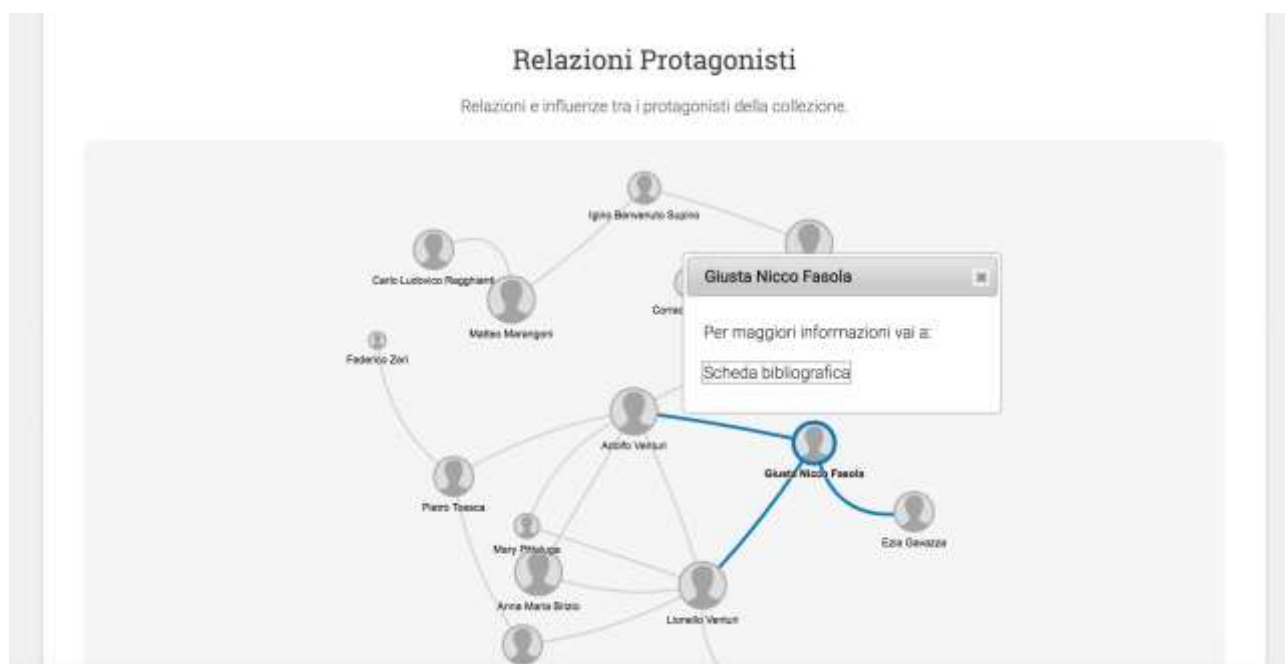 Relazioni Protagonisti
Relazioni e influenze tra i protagonisti della collezione.
Igino Benvenuto Supino
Carlo Ludovico Ragghianti
Giusta Nicco Fasola
Corrac
Matteo Marangoni
Per maggiori informazioni vai a:
Federico Zeri
Scheda bibliografica
Adolfo Venturi
Giusta Nicco Fasola
Pietro Toesca
Ezia Gavazza
Mary Pittaluga
Anna Maria Brizio
Lionello Venturi